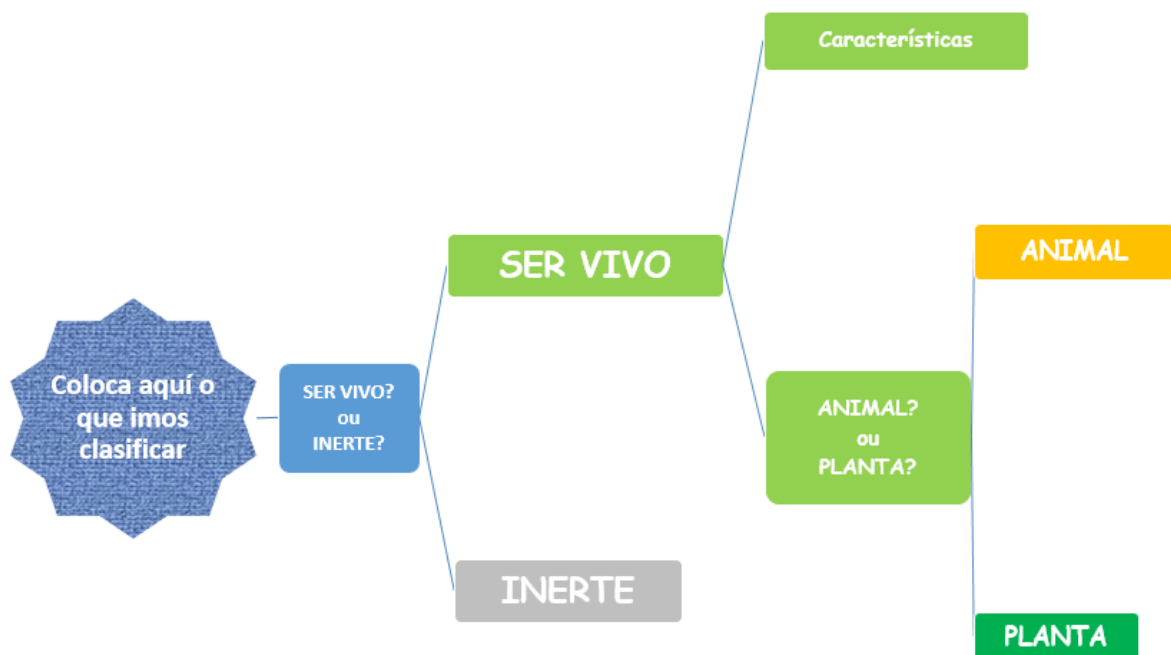 Coloca aquí o
que imos
clasificar
SER VIVO?
ou
INERTE?
SER VIVO
INERTE
Características
ANIMAL?
ou
PLANTA?
ANIMAL
PLANTA